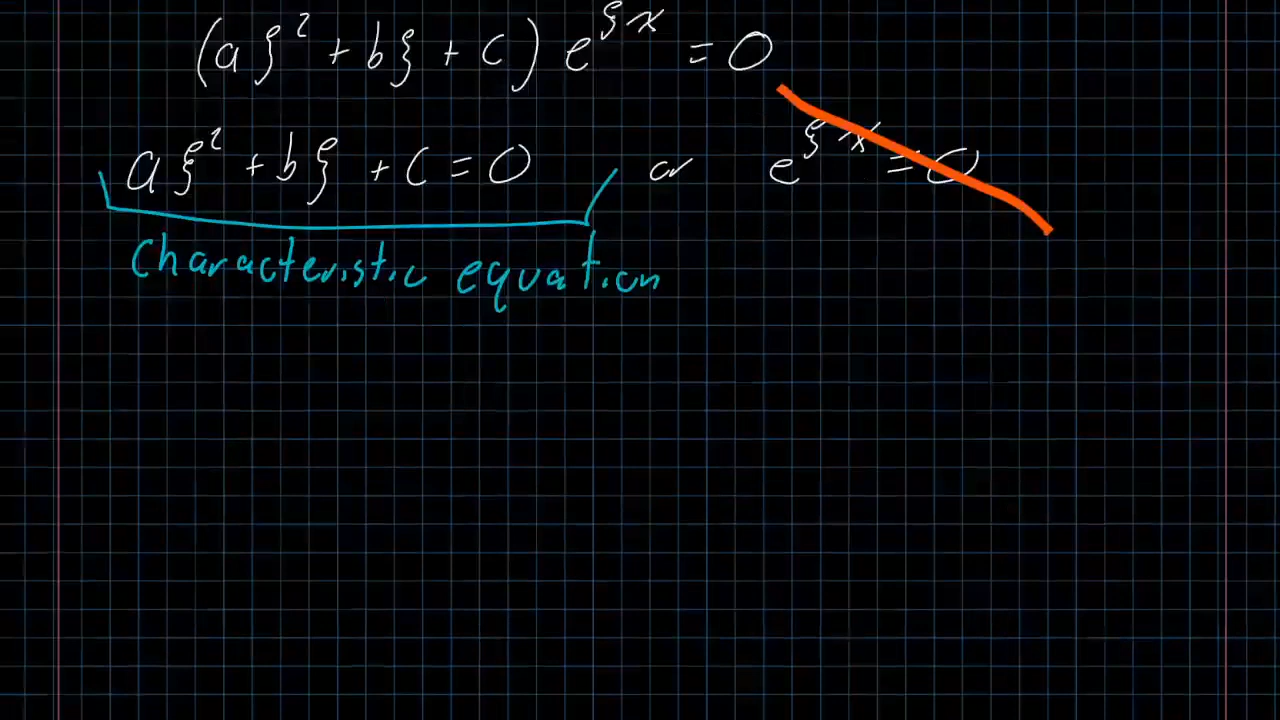 (aξ² + bξ + c) e^{ξx} = 0
aξ² + bξ + c = 0 or e^{ξx} = 0
Characteristic equation